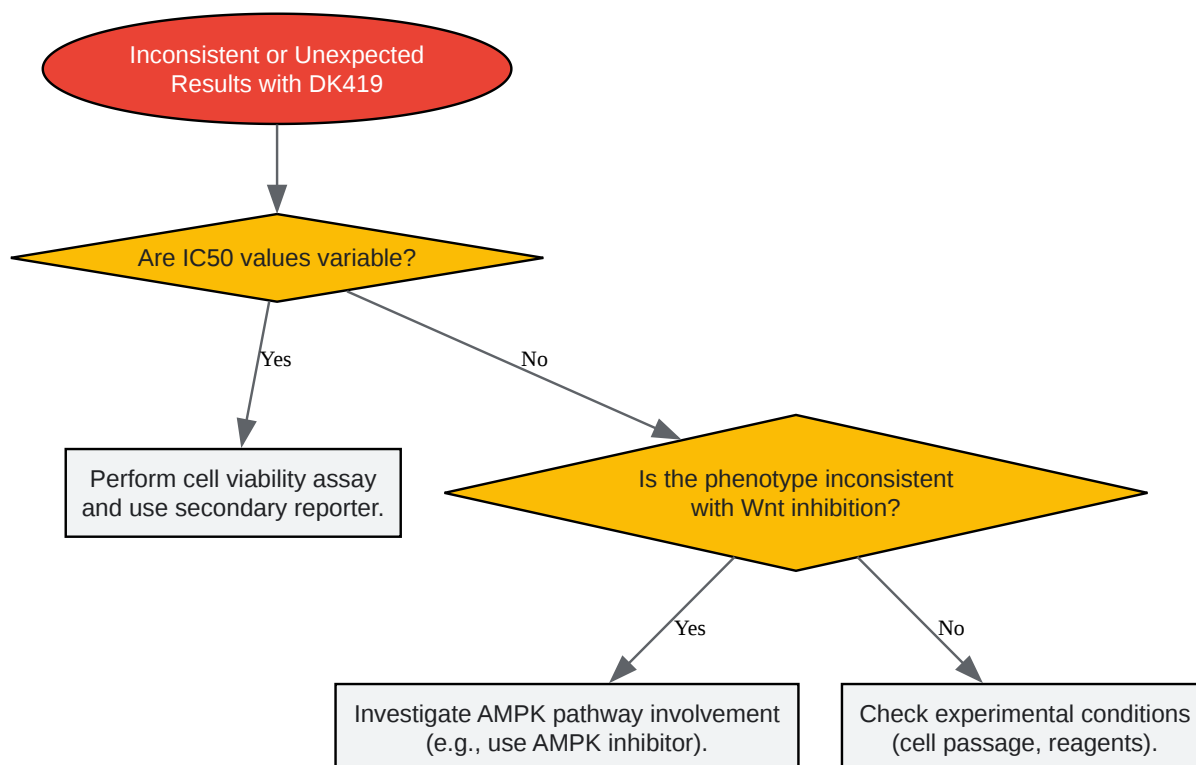 Inconsistent or Unexpected
Results with DK419
Are IC50 values variable?
Yes
No
Perform cell viability assay
and use secondary reporter.
Is the phenotype inconsistent
with Wnt inhibition?
Yes
No
Investigate AMPK pathway involvement
(e.g., use AMPK inhibitor).
Check experimental conditions
(cell passage, reagents).